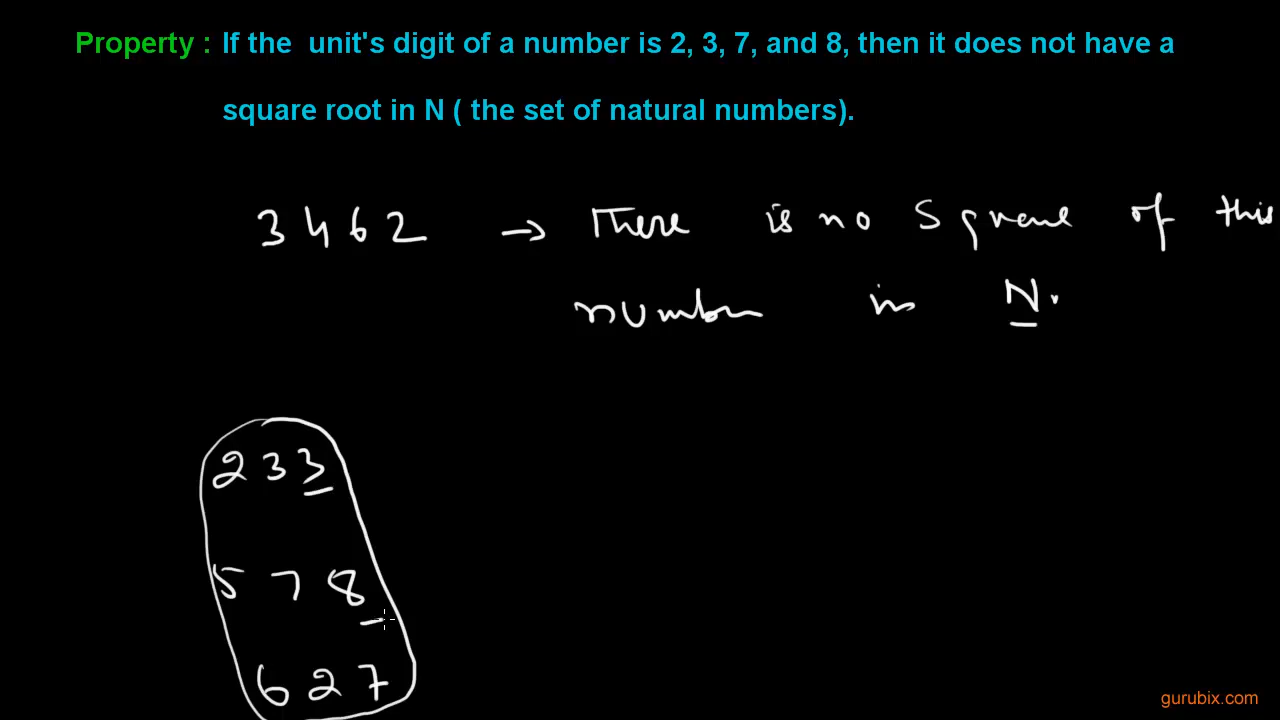 Property : If the unit's digit of a number is 2, 3, 7, and 8, then it does not have a
square root in N ( the set of natural numbers).
3462 → There is no Square of this
number in N.
233
578
627
gurubix.com